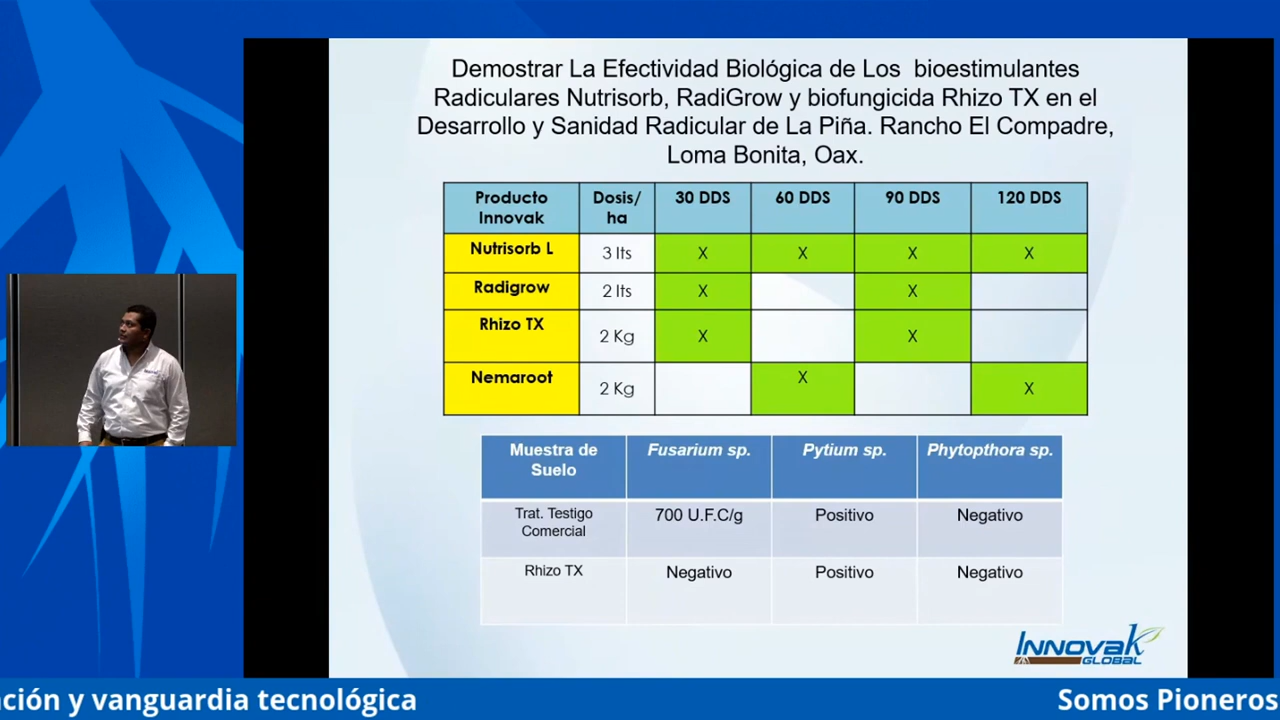 Demostrar La Efectividad Biológica de Los bioestimulantes
Radiculares Nutrisorb, RadiGrow y biofungicida Rhizo TX en el
Desarrollo y Sanidad Radicular de La Piña. Rancho El Compadre,
Loma Bonita, Oax.
Producto Innovak Dosis/ ha 30 DDS 60 DDS 90 DDS 120 DDS
Nutrisorb L 3 lts X X X X
Radigrow 2 lts X X
Rhizo TX 2 Kg X X
Nemaroot 2 Kg X X
Muestra de Suelo Fusarium sp. Pytium sp. Phytopthora sp.
Trat. Testigo Comercial 700 U.F.C/g Positivo Negativo
Rhizo TX Negativo Positivo Negativo
Innovak
GLOBAL
ción y vanguardia tecnológica Somos Pioneros